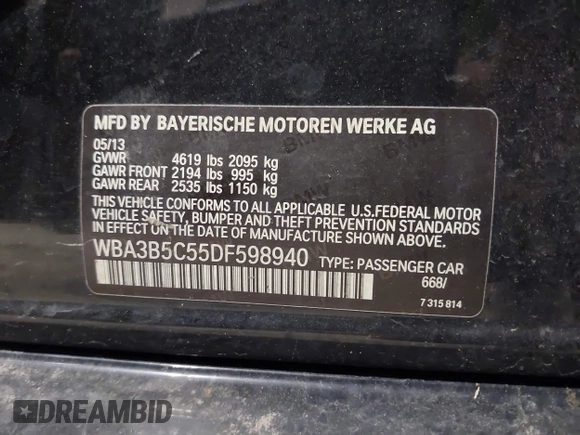 MFD BY BAYERISCHE MOTOREN WERKE AG
05/13
GVWR 4619 lbs 2095 kg
GAWR FRONT 2194 lbs 995 kg
GAWR REAR 2535 lbs 1150 kg
THIS VEHICLE CONFORMS TO ALL APPLICABLE U.S.FEDERAL MOTOR
VEHICLE SAFETY, BUMPER AND THEFT PREVENTION STANDARDS
IN EFFECT ON THE DATE OF MANUFACTURE SHOWN ABOVE.
WBA3B5C55DF598940 TYPE: PASSENGER CAR
668/
7 315 814
DREAMBID